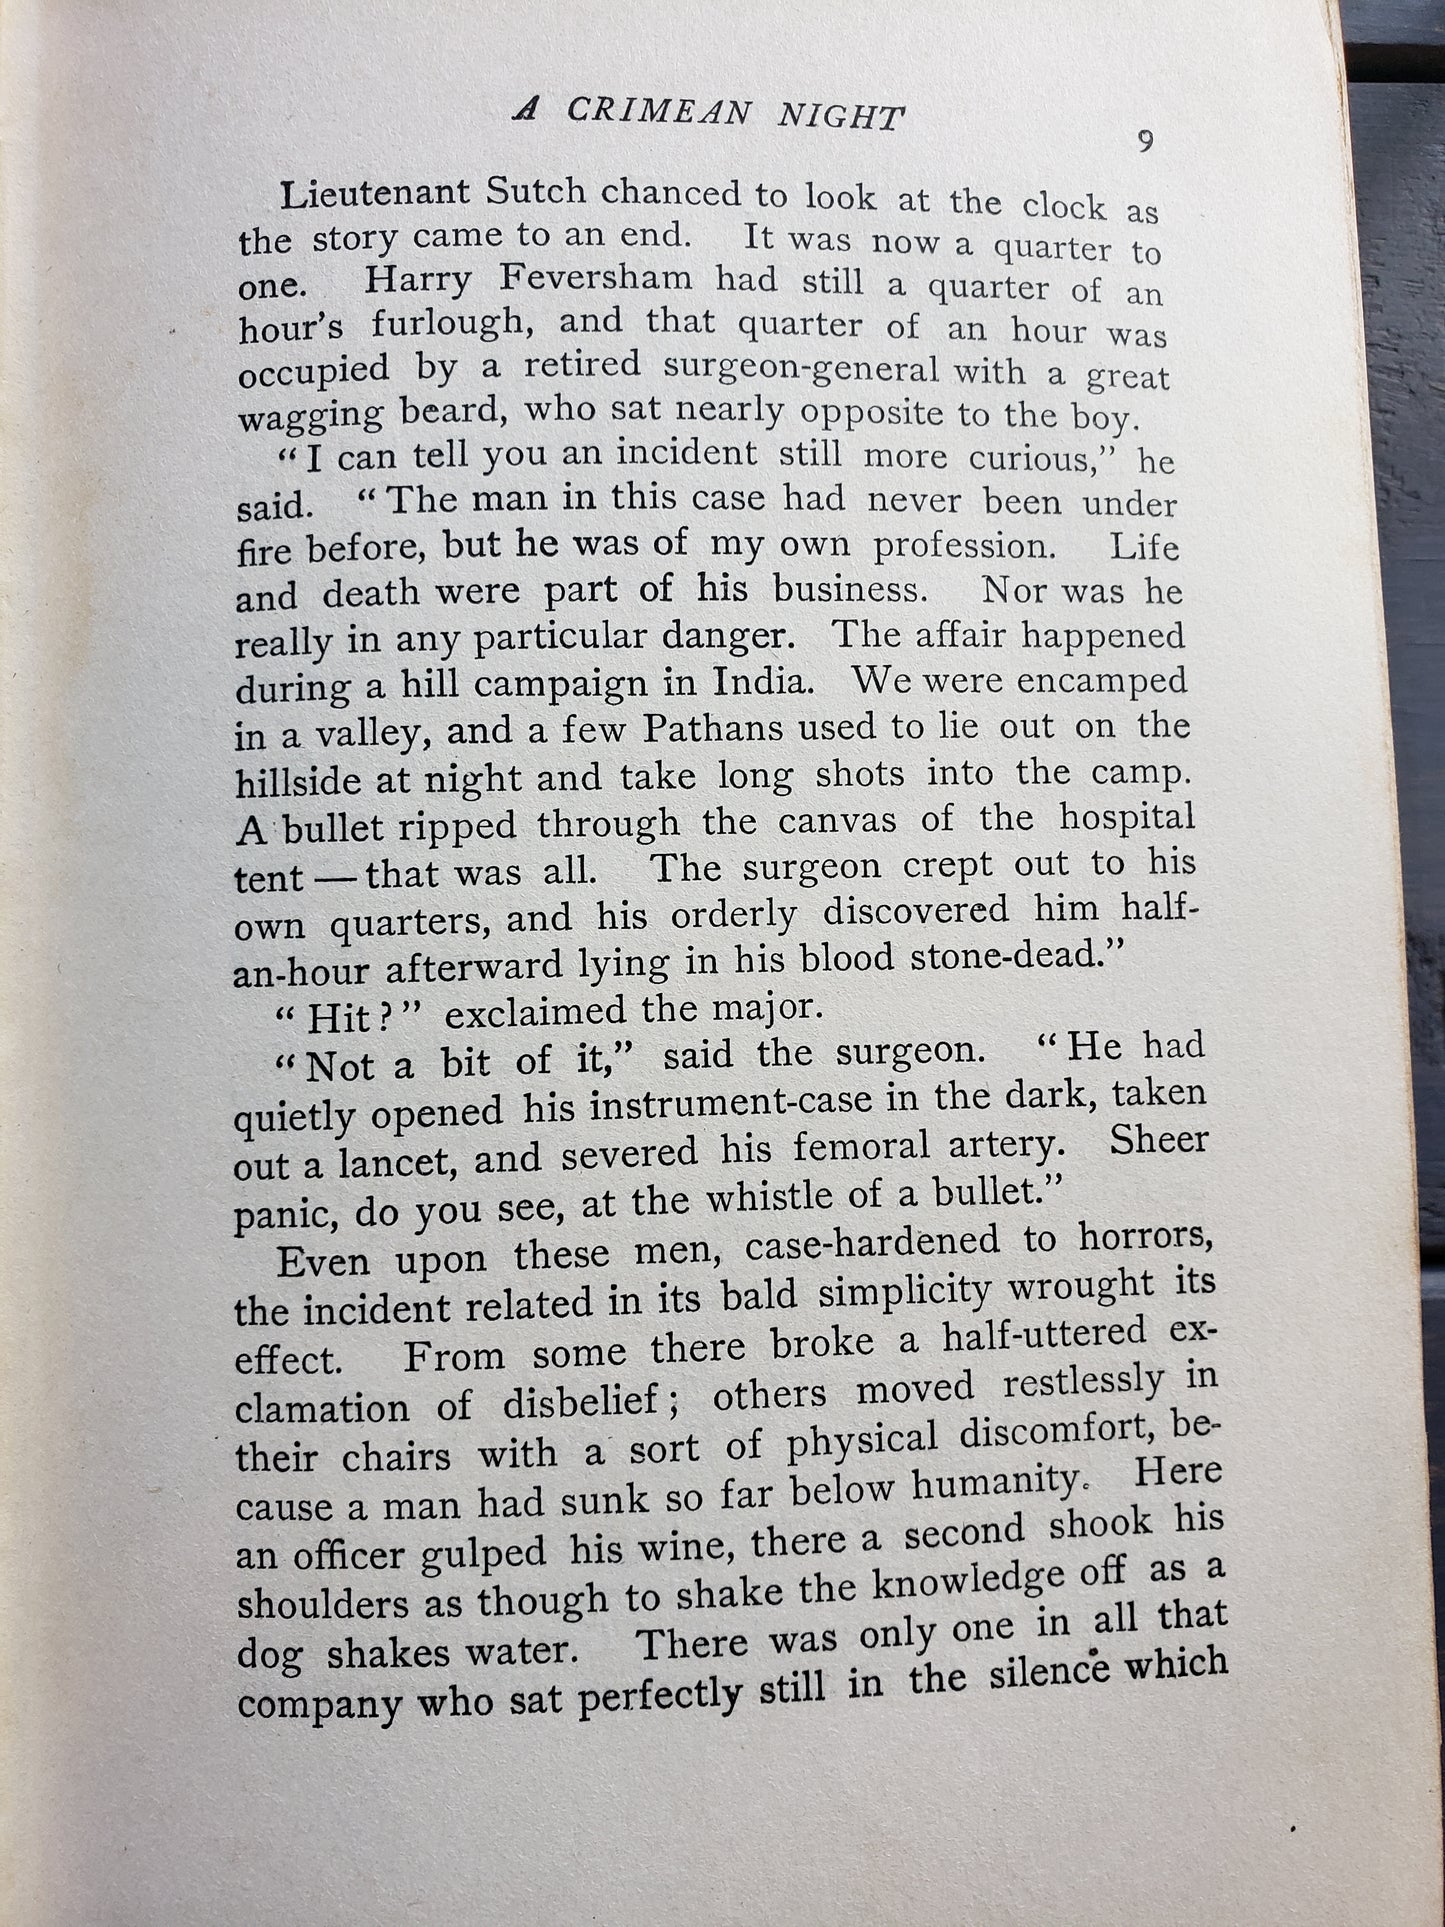 A CRIMEAN NIGHT
9
Lieutenant Sutch chanced to look at the clock as
the story came to an end. It was now a quarter to
one. Harry Feversham had still a quarter of an
hour's furlough, and that quarter of an hour was
occupied by a retired surgeon-general with a great
wagging beard, who sat nearly opposite to the boy.
"I can tell you an incident still more curious," he
said. "The man in this case had never been under
fire before, but he was of my own profession. Life
and death were part of his business. Nor was he
really in any particular danger. The affair happened
during a hill campaign in India. We were encamped
in a valley, and a few Pathans used to lie out on the
hillside at night and take long shots into the camp.
A bullet ripped through the canvas of the hospital
tent — that was all. The surgeon crept out to his
own quarters, and his orderly discovered him half-
an-hour afterward lying in his blood stone-dead."
"Hit?" exclaimed the major.
"Not a bit of it," said the surgeon. "He had
quietly opened his instrument-case in the dark, taken
out a lancet, and severed his femoral artery. Sheer
panic, do you see, at the whistle of a bullet."
Even upon these men, case-hardened to horrors,
the incident related in its bald simplicity wrought its
effect. From some there broke a half-uttered ex-
clamation of disbelief; others moved restlessly in
their chairs with a sort of physical discomfort, be-
cause a man had sunk so far below humanity. Here
an officer gulped his wine, there a second shook his
shoulders as though to shake the knowledge off as a
dog shakes water. There was only one in all that
company who sat perfectly still in the silence which